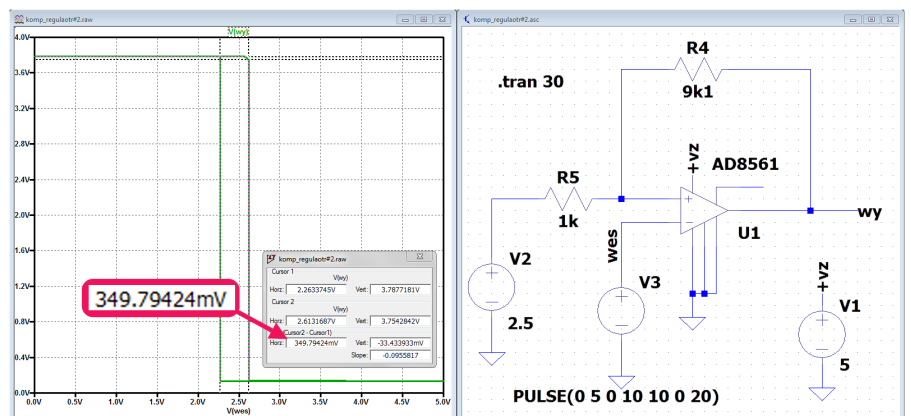 komp_regulaotr#2.raw
V(wy)
4.0V
3.6V
3.2V
2.8V
2.4V
2.0V
1.6V
1.2V
0.8V
0.4V
0.0V
0.0V 0.5V 1.0V 1.5V 2.0V 2.5V 3.0V 3.5V 4.0V 4.5V 5.0V
V(wes)
349.79424mV
komp_regulaotr#2.raw
Cursor 1
V(wy)
Horz: 2.2633745V Vert: 3.7877181V
Cursor 2
V(wy)
Horz: 2.6131687V Vert: 3.7542842V
Cursor2 - Cursor1)
Horz: 349.79424mV Vert: -33.433933mV
Slope: -0.0955817
komp_regulaotr#2.asc
.tran 30
R4
9k1
+vz
AD8561
R5
1k
wy
U1
wes
V2
2.5
V3
+vz
V1
5
PULSE(0 5 0 10 10 0 20)